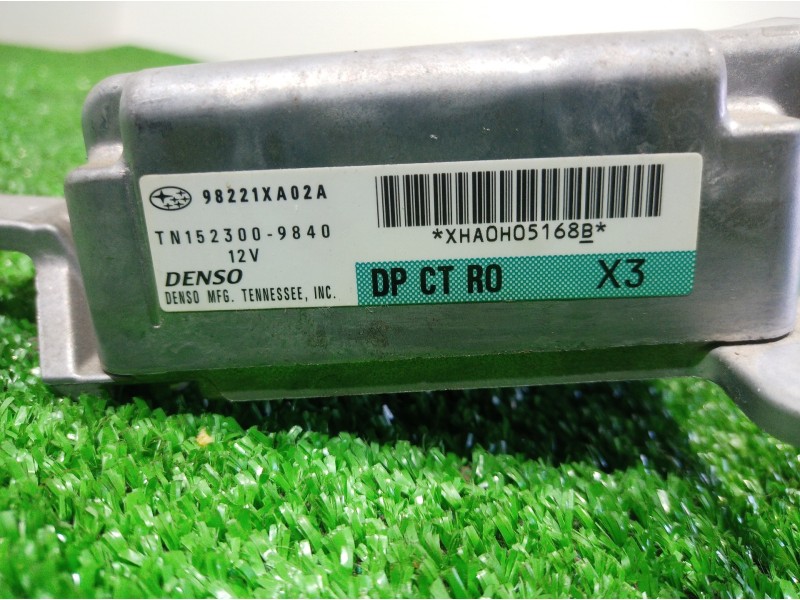 98221XA02A
TN152300-9840
12V
DENSO
DENSO MFG. TENNESSEE, INC.
*XHA0H05168B*
DP CT RO X3